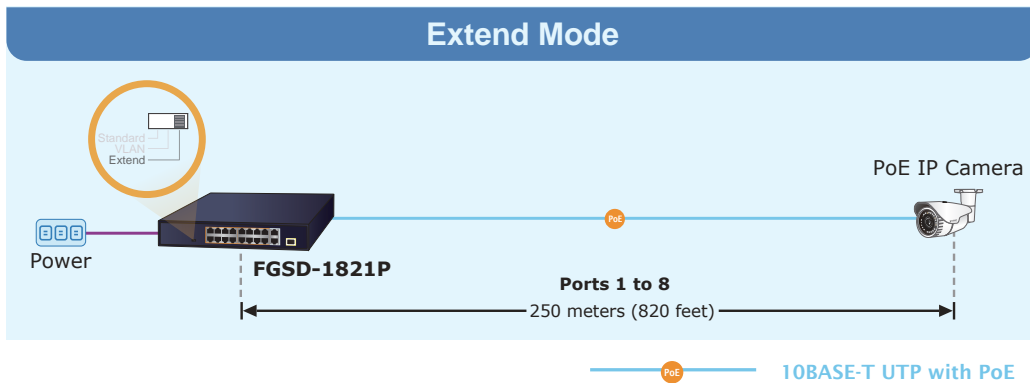 Extend Mode
Standard
VLAN
Extend
PoE IP Camera
PoE
Power
FGSD-1821P
Ports 1 to 8
250 meters (820 feet)
PoE
10BASE-T UTP with PoE